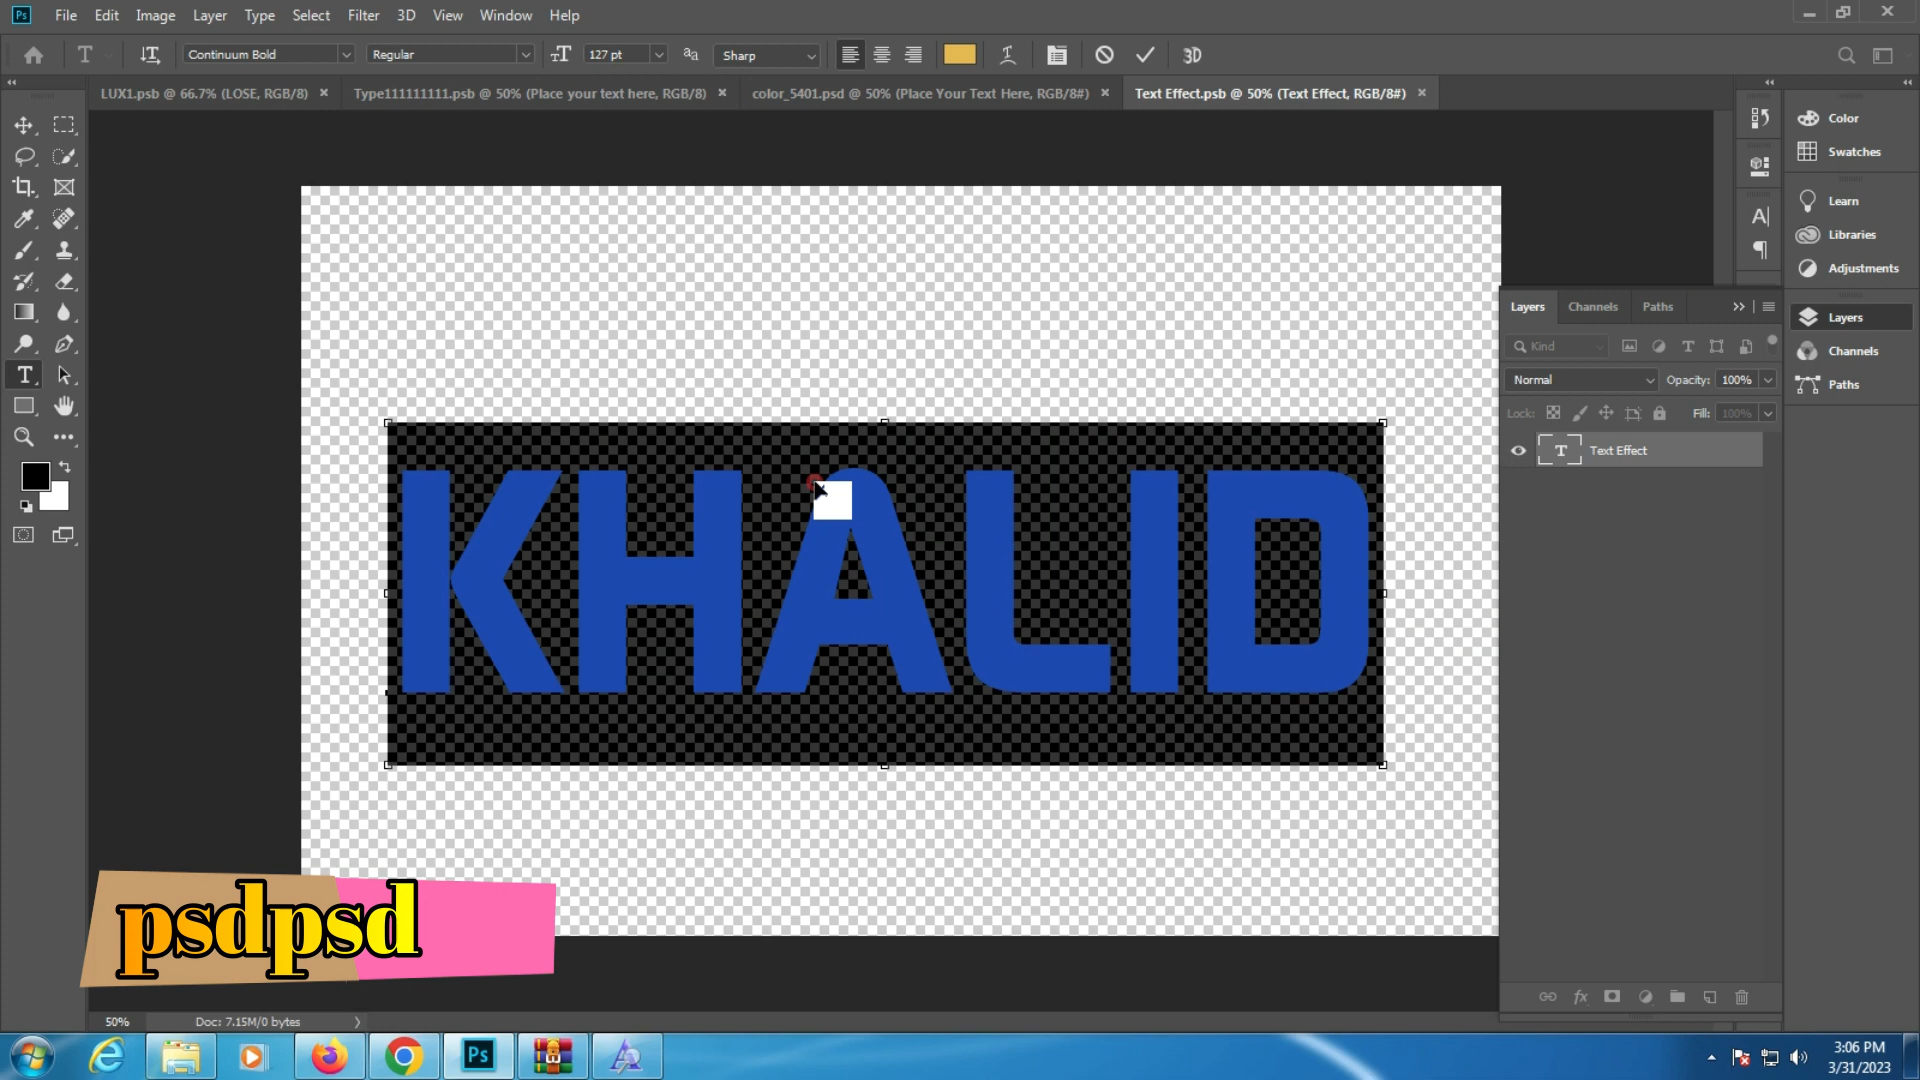 Ps File Edit Image Layer Type Select Filter 3D View Window Help
T Continuum Bold Regular 127 pt aa Sharp 3D
LUX1.psb @ 66.7% (LOSE, RGB/8) × Type111111111.psb @ 50% (Place your text here, RGB/8) × color_5401.psd @ 50% (Place Your Text Here, RGB/8#) × Text Effect.psb @ 50% (Text Effect, RGB/8#) ×
Color
Swatches
Learn
Libraries
Adjustments
Layers
Channels
Paths
Layers Channels Paths
Kind
Normal Opacity: 100%
Lock: Fill: 100%
T Text Effect
KHALID
psdpsd
fx
50% Doc: 7.15M/0 bytes
Ps
3:06 PM
3/31/2023